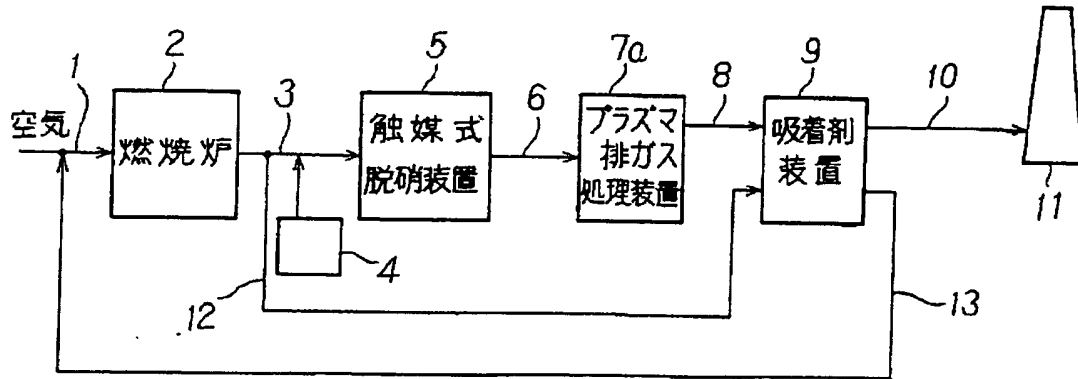 1
2
3
4
5
6
7a
8
9
10
11
12
13
空気
燃焼炉
触媒式
脱硝装置
プラズマ
排ガス
処理装置
吸着剤
装置